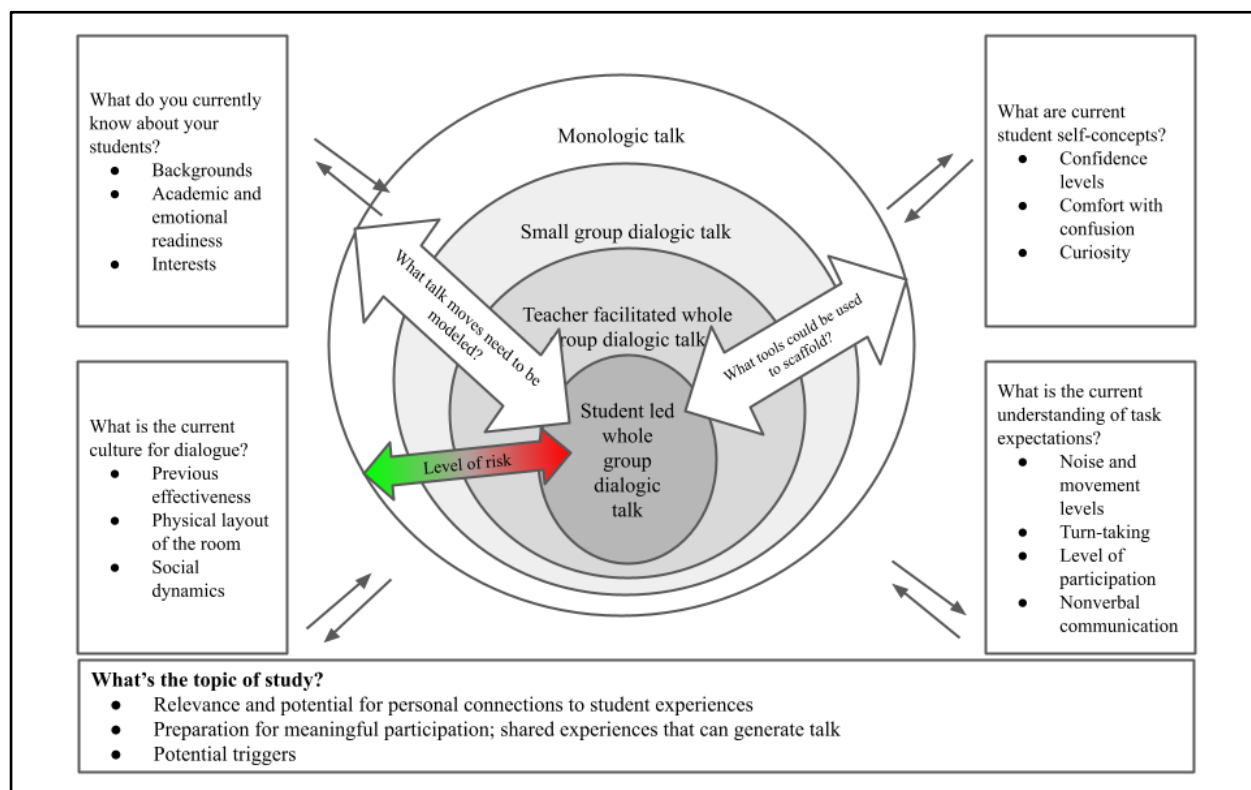 What do you currently
know about your
students?
● Backgrounds
● Academic and
emotional
readiness
● Interests
What is the current
culture for dialogue?
● Previous
effectiveness
● Physical layout
of the room
● Social
dynamics
Monologic talk
Small group dialogic talk
Teacher facilitated whole
group dialogic talk
Student led
whole
group
dialogic
talk
What talk moves need to be
modeled?
What tools could be used
to scaffold?
Level of risk
What are current
student self-concepts?
● Confidence
levels
● Comfort with
confusion
● Curiosity
What is the current
understanding of task
expectations?
● Noise and
movement
levels
● Turn-taking
● Level of
participation
● Nonverbal
communication
What's the topic of study?
● Relevance and potential for personal connections to student experiences
● Preparation for meaningful participation; shared experiences that can generate talk
● Potential triggers